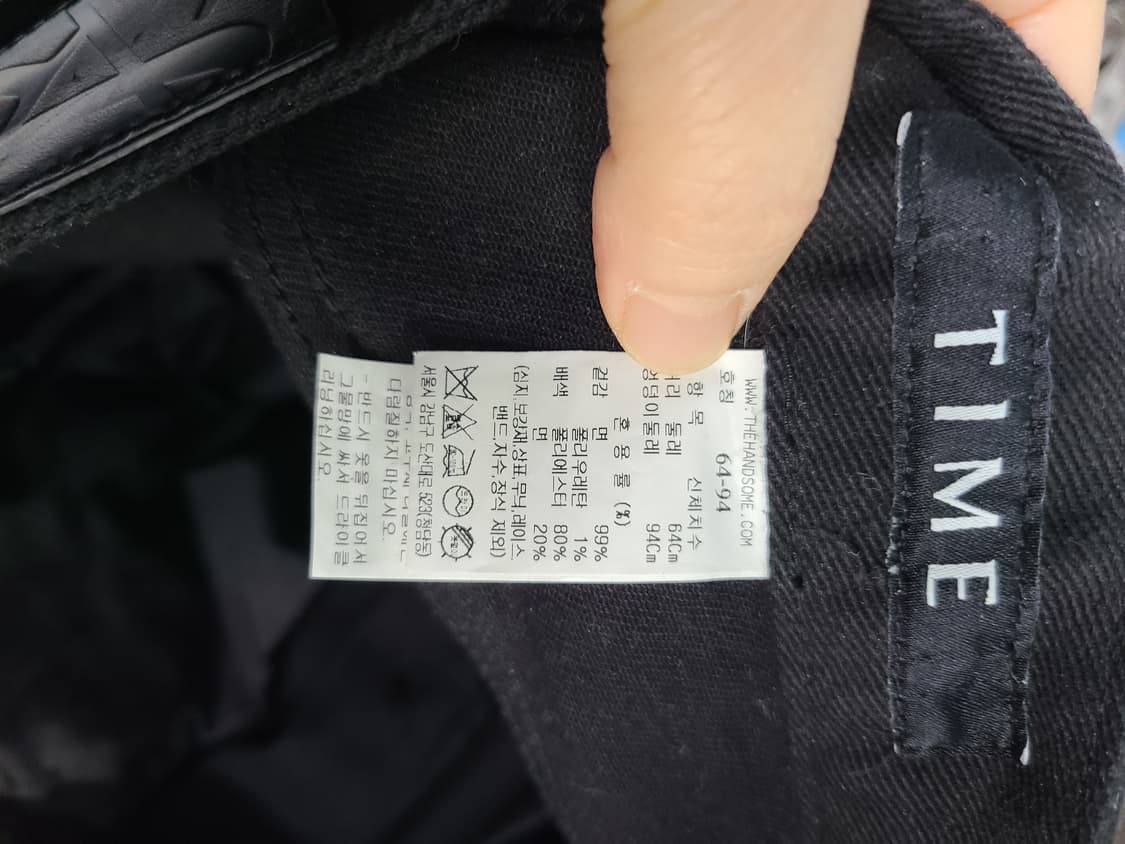 TIME
WWW.THEHANDSOME.COM
호칭 64-94
항 목 신체치수
둘레 64Cm
엉덩이둘레 94Cm
혼 용 률 (%)
겉감 면 99%
폴리우레탄 1%
배색 폴리에스터 80%
면 20%
(심지,보강재,상표,무늬,레이스,
밴드,자수,장식 제외)
서울시 강남구 도산대로 523(청담동)
다림질하지 마십시오.
- 반드시 옷을 뒤집어서
그물망에 싸서 드라이클
리닝하십시오.